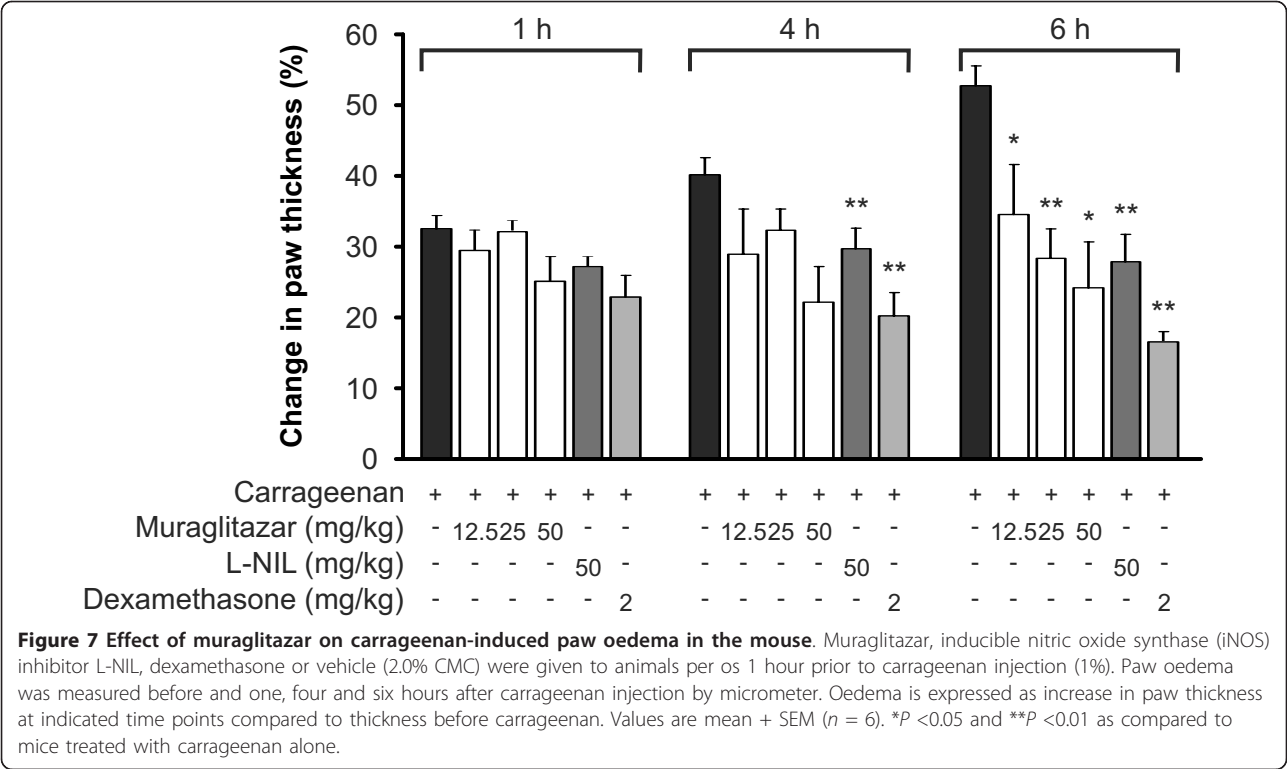 1 h 4 h 6 h
Change in paw thickness (%)
60
50
40
30
20
10
0
* ** * ** **
** **
Carrageenan + + + + + + + + + + + + + + + + + +
Muraglitazar (mg/kg) - 12.5 25 50 - - - 12.5 25 50 - - - 12.5 25 50 - -
L-NIL (mg/kg) - - - - 50 - - - - - 50 - - - - - 50 -
Dexamethasone (mg/kg) - - - - - 2 - - - - - 2 - - - - - 2
Figure 7 Effect of muraglitazar on carrageenan-induced paw oedema in the mouse. Muraglitazar, inducible nitric oxide synthase (iNOS)
inhibitor L-NIL, dexamethasone or vehicle (2.0% CMC) were given to animals per os 1 hour prior to carrageenan injection (1%). Paw oedema
was measured before and one, four and six hours after carrageenan injection by micrometer. Oedema is expressed as increase in paw thickness
at indicated time points compared to thickness before carrageenan. Values are mean + SEM (n = 6). *P <0.05 and **P <0.01 as compared to
mice treated with carrageenan alone.